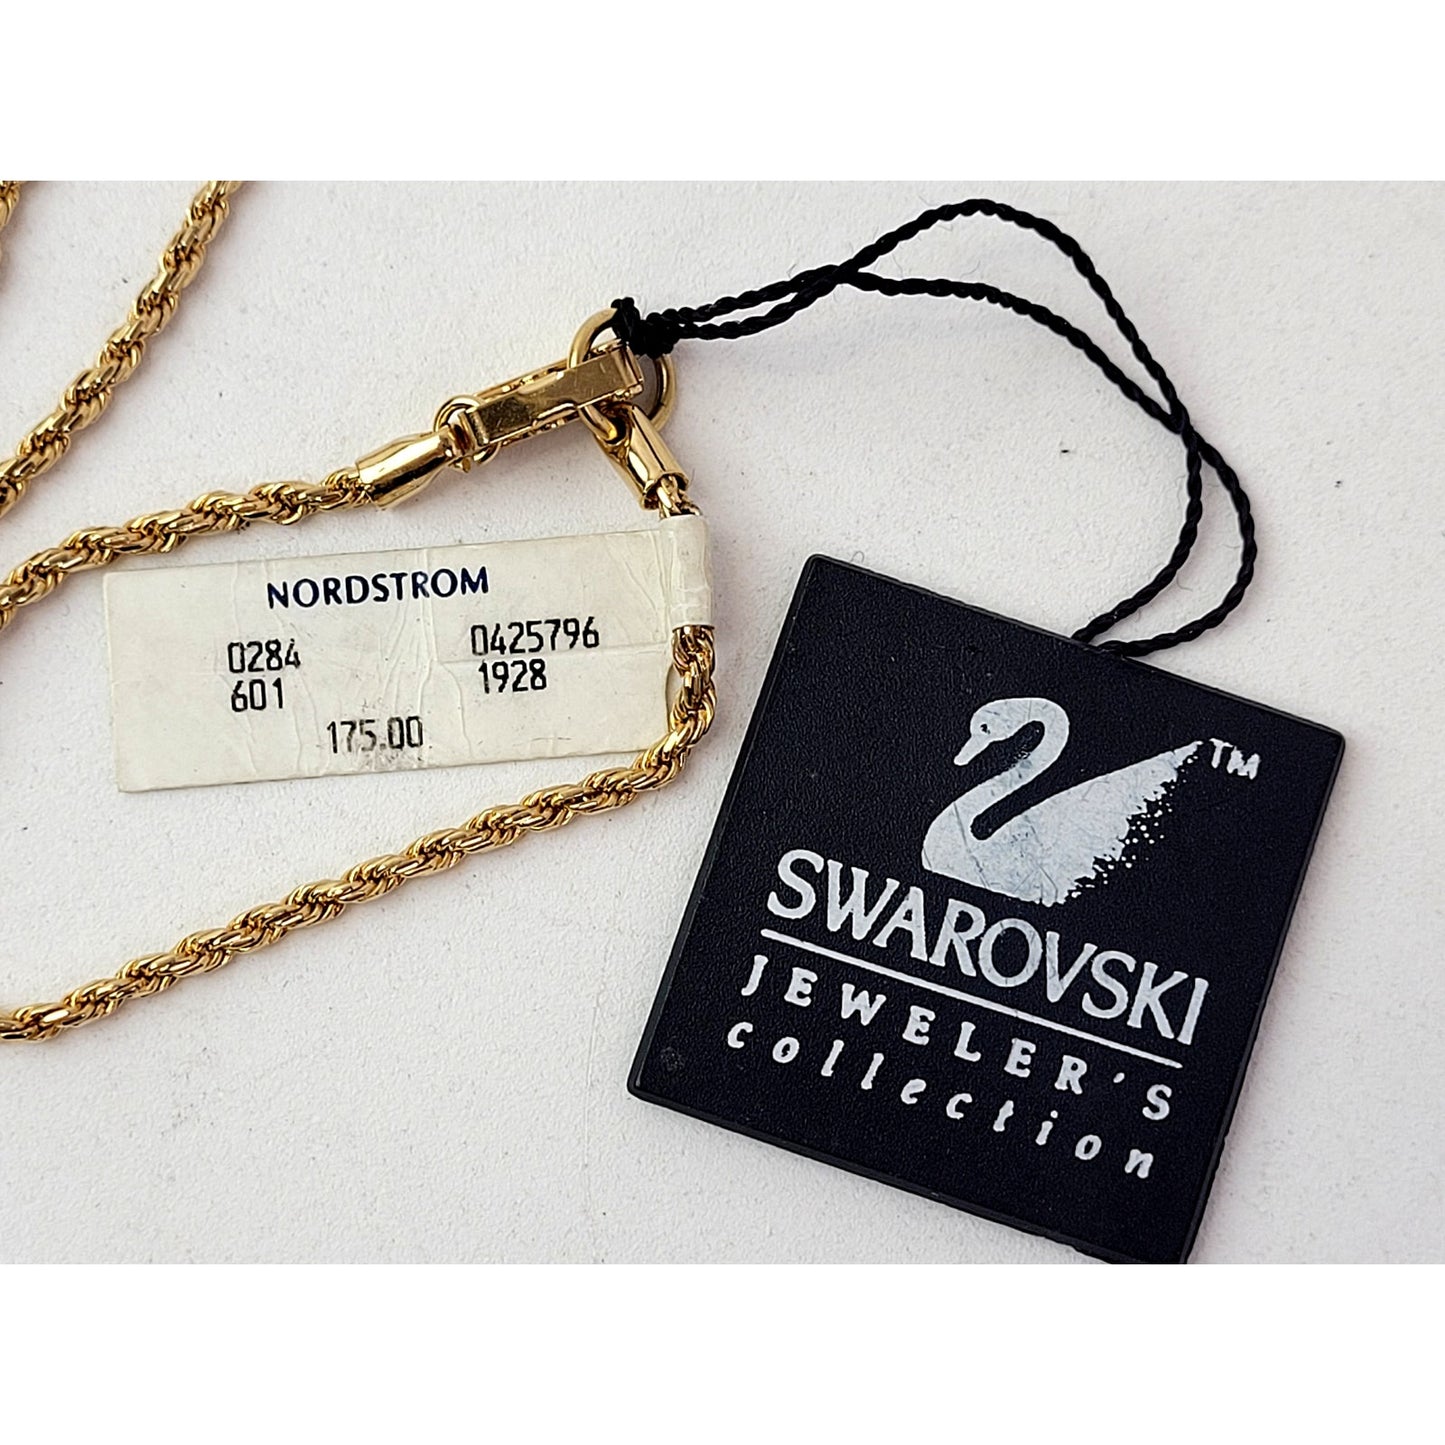 NORDSTROM
0284 0425796
601 1928
175.00
TM
SWAROVSKI
JEWELER'S
collection